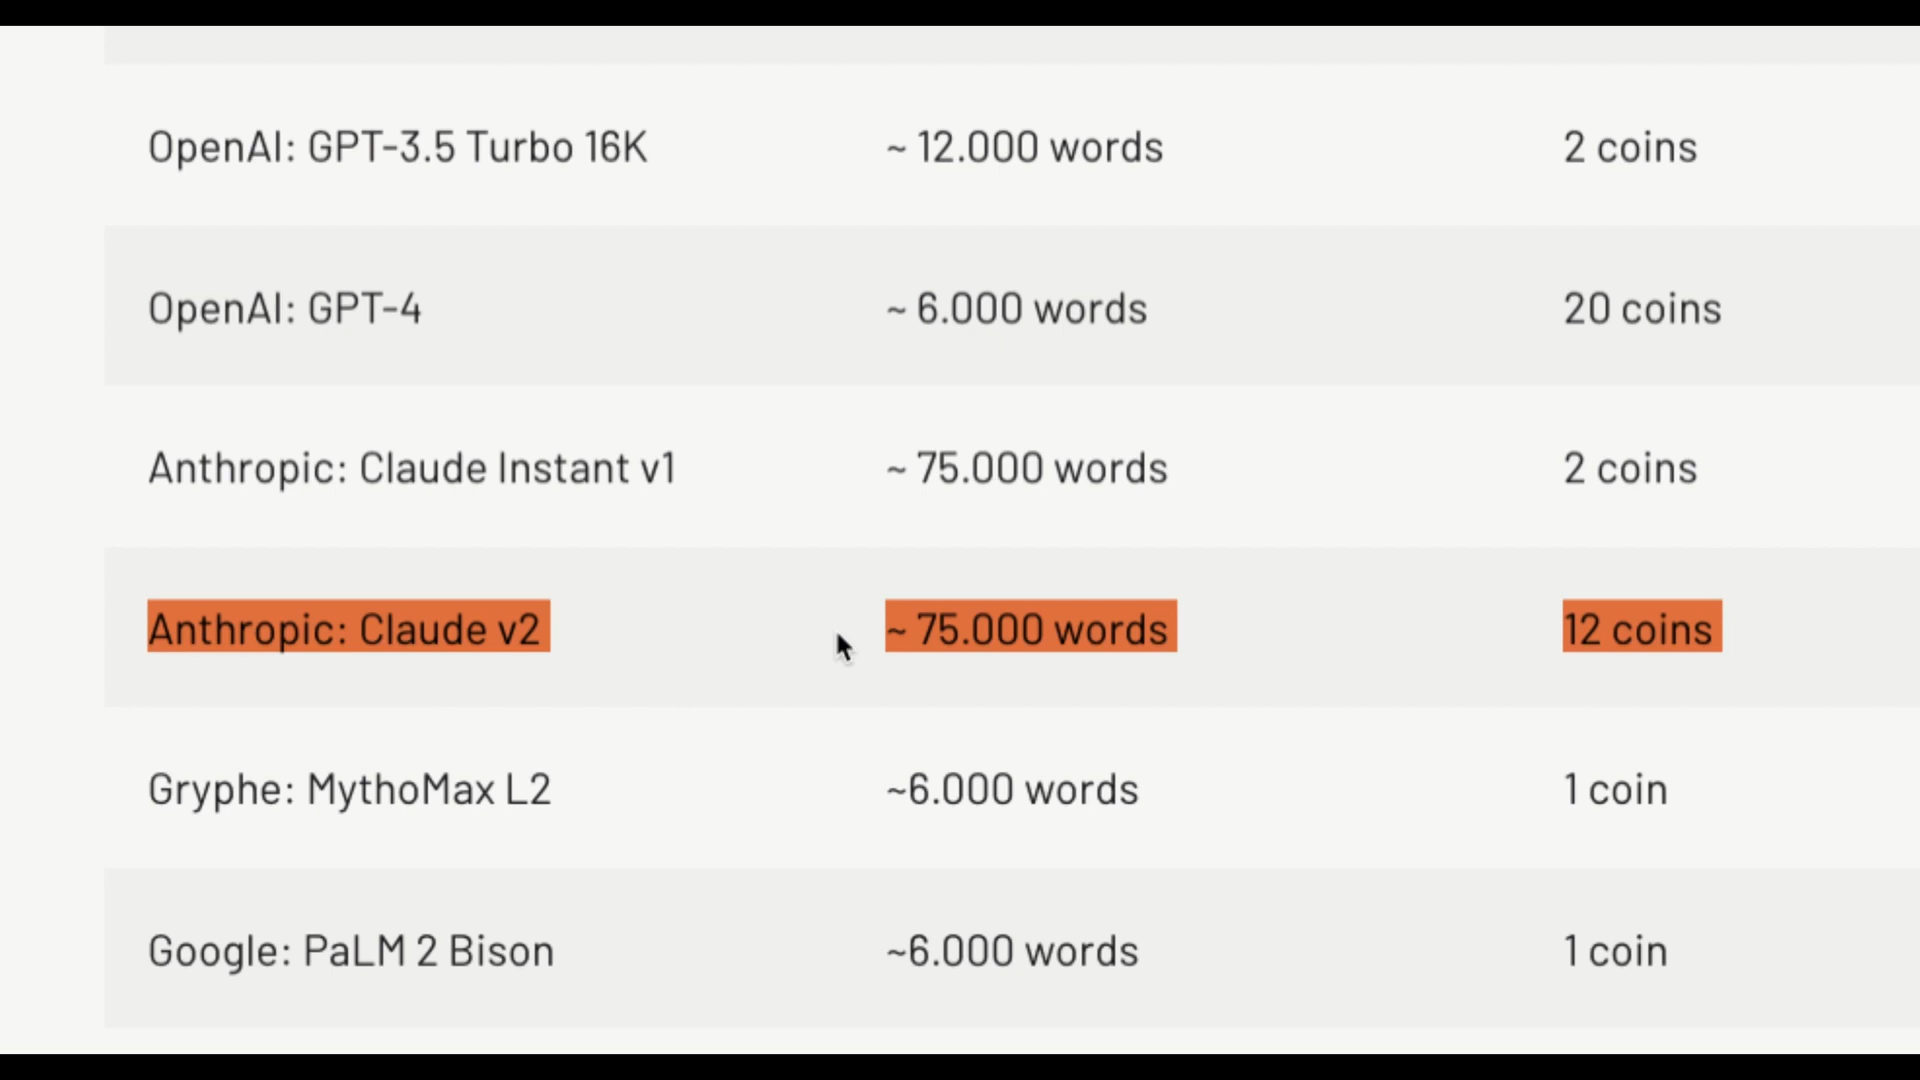 OpenAI: GPT-3.5 Turbo 16K ~ 12.000 words 2 coins
OpenAI: GPT-4 ~ 6.000 words 20 coins
Anthropic: Claude Instant v1 ~ 75.000 words 2 coins
Anthropic: Claude v2 ~ 75.000 words 12 coins
Gryphe: MythoMax L2 ~6.000 words 1 coin
Google: PaLM 2 Bison ~6.000 words 1 coin